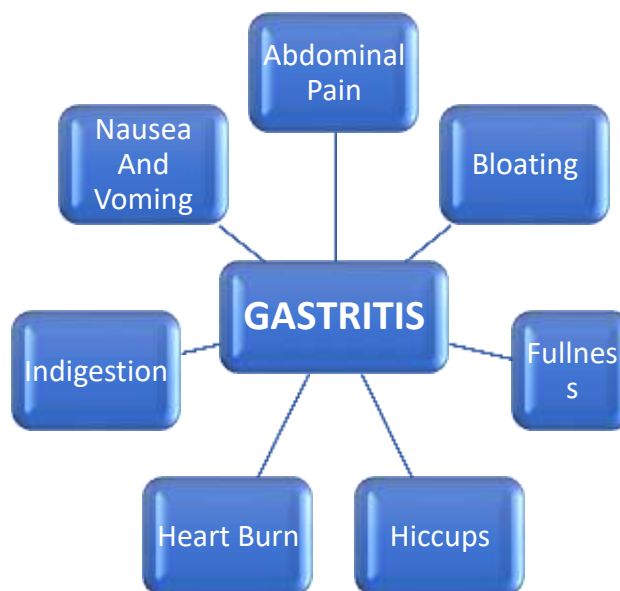 Abdominal
Pain
Nausea
And
Voming
Bloating
GASTRITIS
Indigestion
Fullnes
s
Heart Burn
Hiccups